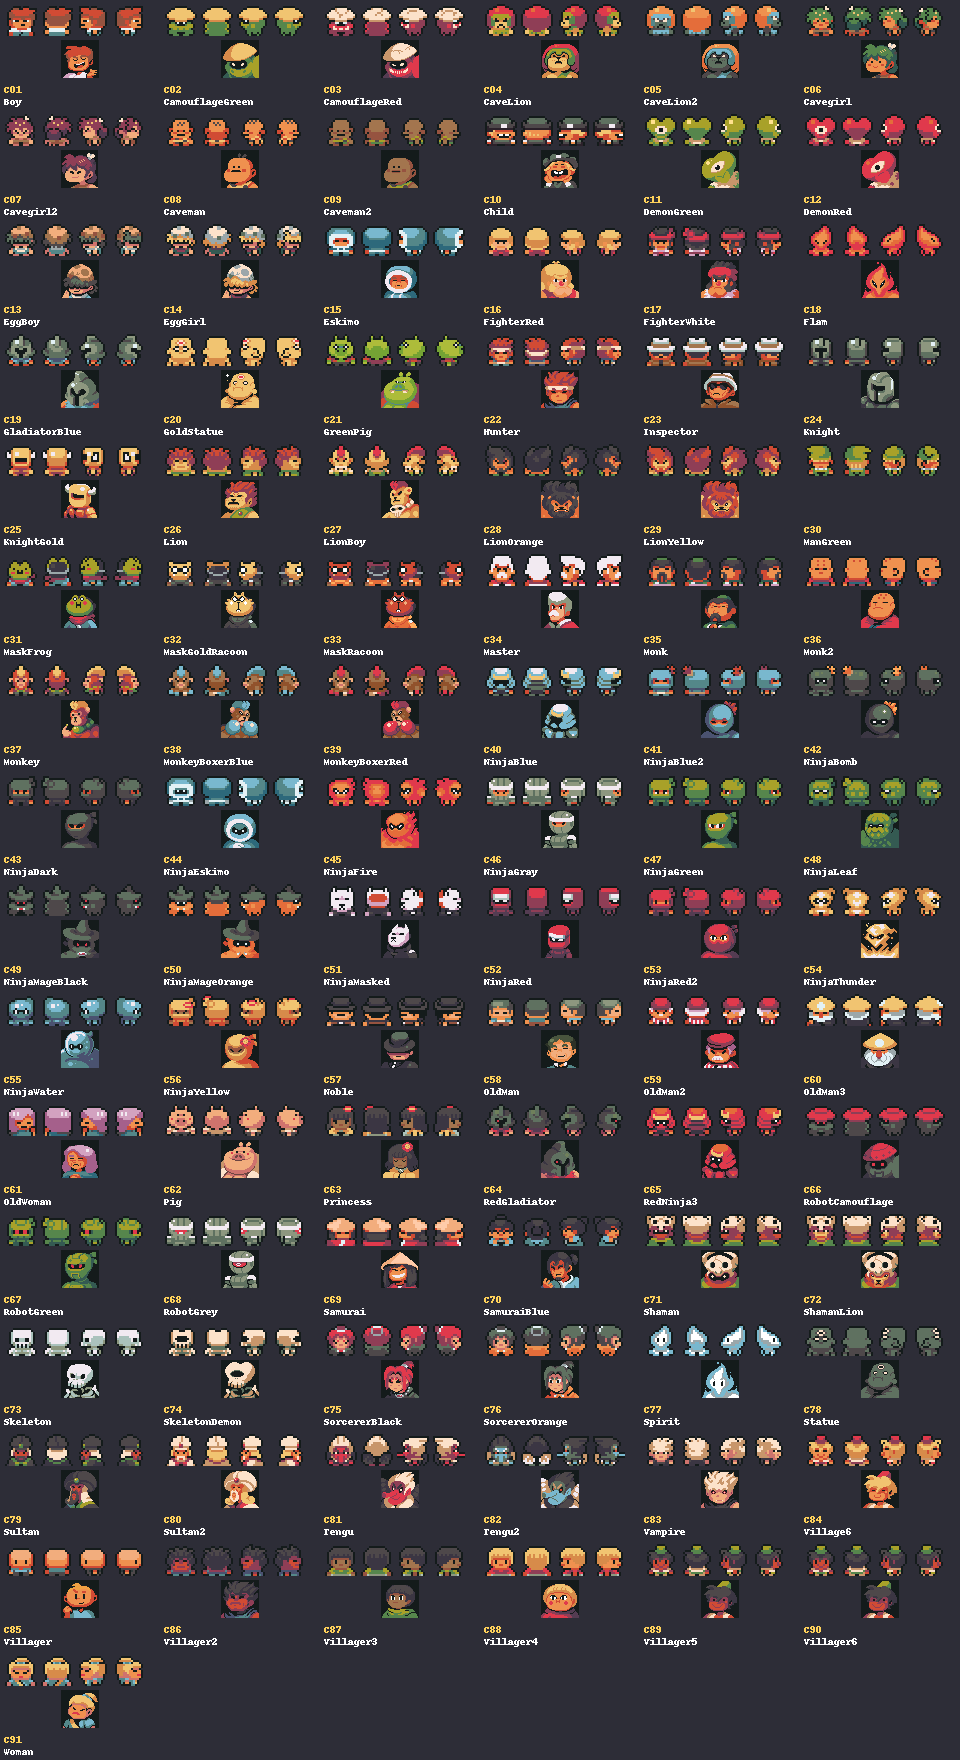 c01 c02 c03 c04 c05 c06
Boy CamouflageGreen CamouflageRed CaveLion CaveLion2 Cavegirl
c07 c08 c09 c10 c11 c12
Cavegirl2 Caveman Caveman2 Child DemonGreen DemonRed
c13 c14 c15 c16 c17 c18
EggBoy EggGirl Eskimo FighterRed FighterWhite Flam
c19 c20 c21 c22 c23 c24
GladiatorBlue GoldStatue GreenPig Hunter Inspector Knight
c25 c26 c27 c28 c29 c30
KnightGold Lion LionBoy LionOrange LionYellow ManGreen
c31 c32 c33 c34 c35 c36
MaskFrog MaskGoldRacoon MaskRacoon Master Monk Monk2
c37 c38 c39 c40 c41 c42
Monkey MonkeyBoxerBlue MonkeyBoxerRed NinjaBlue NinjaBlue2 NinjaBomb
c43 c44 c45 c46 c47 c48
NinjaDark NinjaEskimo NinjaFire NinjaGray NinjaGreen NinjaLeaf
c49 c50 c51 c52 c53 c54
NinjaMageBlack NinjaMageOrange NinjaMasked NinjaRed NinjaRed2 NinjaThunder
c55 c56 c57 c58 c59 c60
NinjaWater NinjaYellow Noble OldMan OldMan2 OldMan3
c61 c62 c63 c64 c65 c66
OldWoman Pig Princess RedGladiator RedNinja3 RobotCamouflage
c67 c68 c69 c70 c71 c72
RobotGreen RobotGrey Samurai SamuraiBlue Shaman ShamanLion
c73 c74 c75 c76 c77 c78
Skeleton SkeletonDemon SorcererBlack SorcererOrange Spirit Statue
c79 c80 c81 c82 c83 c84
Sultan Sultan2 Tengu Tengu2 Vampire Village6
c85 c86 c87 c88 c89 c90
Villager Villager2 Villager3 Villager4 Villager5 Villager6
c91
Woman